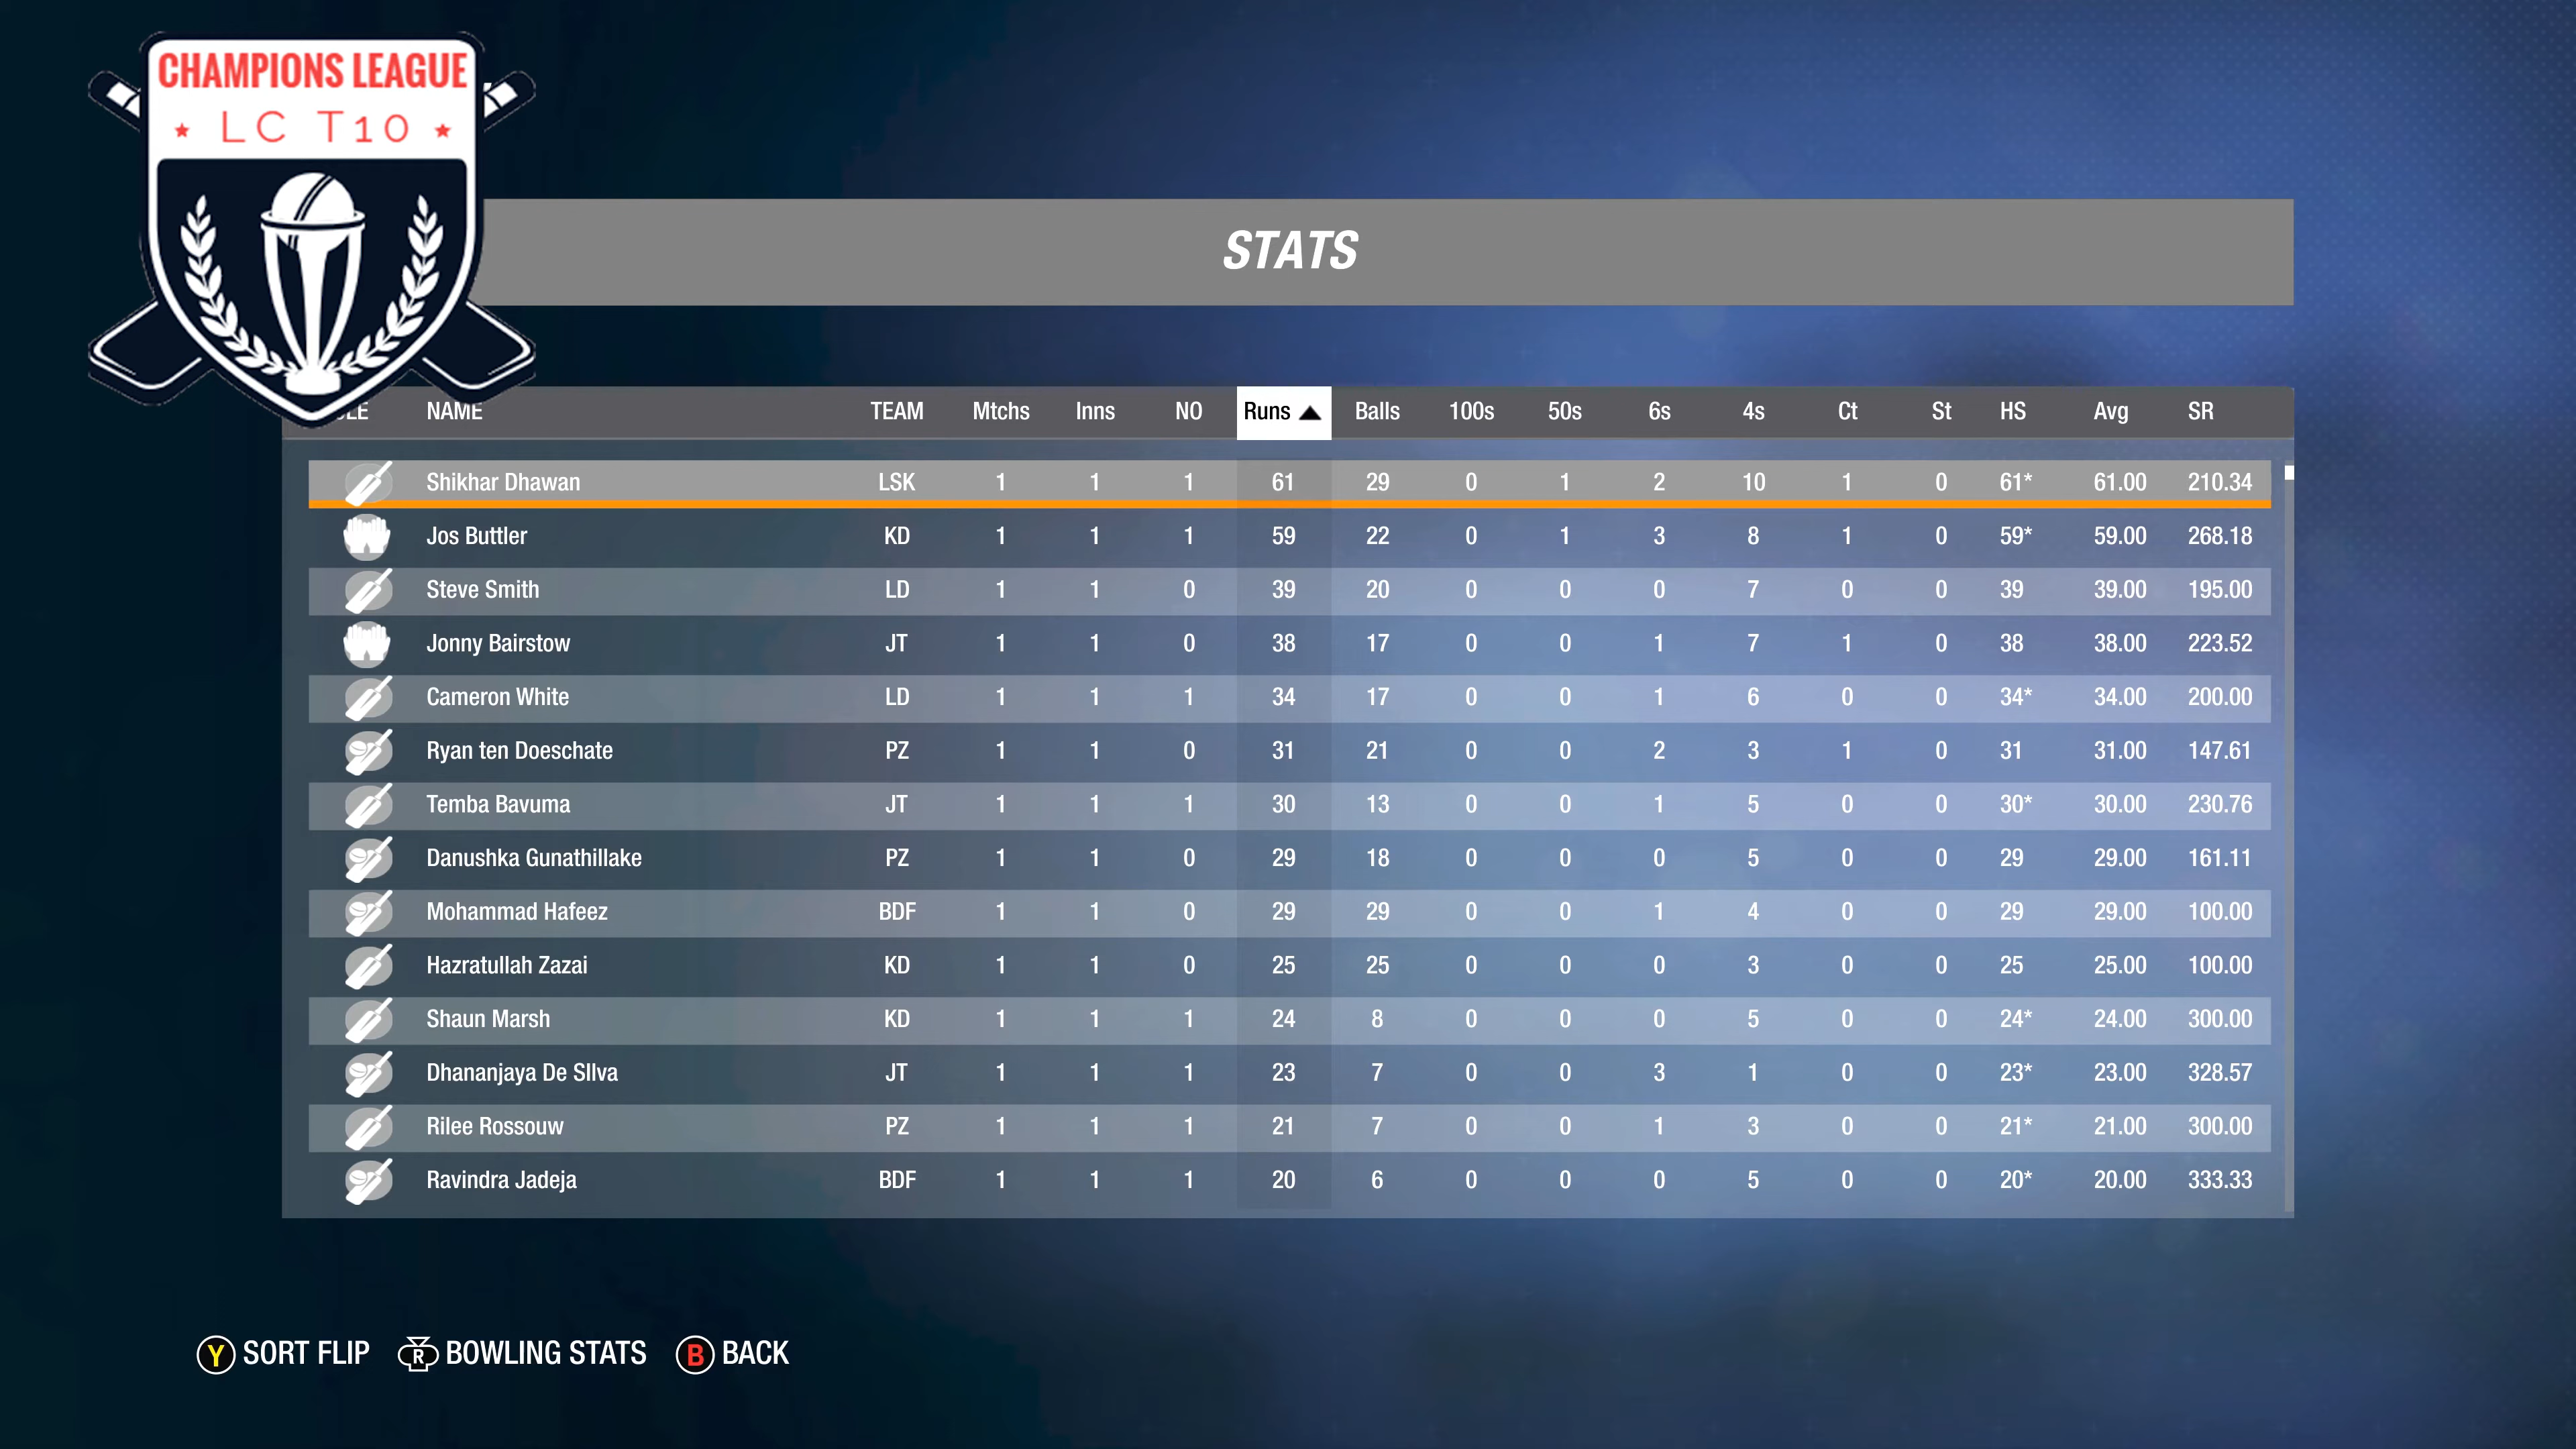 CHAMPIONS LEAGUE
LC T10
STATS
LE NAME TEAM Mtchs Inns NO Runs Balls 100s 50s 6s 4s Ct St HS Avg SR
Shikhar Dhawan LSK 1 1 1 61 29 0 1 2 10 1 0 61* 61.00 210.34
Jos Buttler KD 1 1 1 59 22 0 1 3 8 1 0 59* 59.00 268.18
Steve Smith LD 1 1 0 39 20 0 0 0 7 0 0 39 39.00 195.00
Jonny Bairstow JT 1 1 0 38 17 0 0 1 7 1 0 38 38.00 223.52
Cameron White LD 1 1 1 34 17 0 0 1 6 0 0 34* 34.00 200.00
Ryan ten Doeschate PZ 1 1 0 31 21 0 0 2 3 1 0 31 31.00 147.61
Temba Bavuma JT 1 1 1 30 13 0 0 1 5 0 0 30* 30.00 230.76
Danushka Gunathillake PZ 1 1 0 29 18 0 0 0 5 0 0 29 29.00 161.11
Mohammad Hafeez BDF 1 1 0 29 29 0 0 1 4 0 0 29 29.00 100.00
Hazratullah Zazai KD 1 1 0 25 25 0 0 0 3 0 0 25 25.00 100.00
Shaun Marsh KD 1 1 1 24 8 0 0 0 5 0 0 24* 24.00 300.00
Dhananjaya De SIlva JT 1 1 1 23 7 0 0 3 1 0 0 23* 23.00 328.57
Rilee Rossouw PZ 1 1 1 21 7 0 0 1 3 0 0 21* 21.00 300.00
Ravindra Jadeja BDF 1 1 1 20 6 0 0 0 5 0 0 20* 20.00 333.33
Y SORT FLIP R BOWLING STATS B BACK